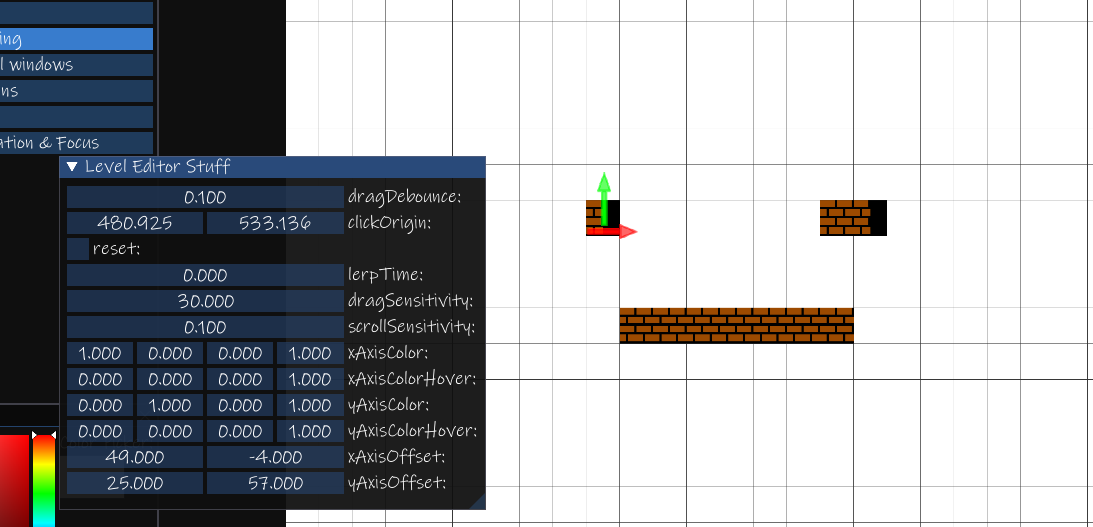 ing
l windows
ns
ation & Focus
Level Editor Stuff
0.100 dragDebounce:
480.925 533.136 clickOrigin:
reset:
0.000 lerpTime:
30.000 dragSensitivity:
0.100 scrollSensitivity:
1.000 0.000 0.000 1.000 xAxisColor:
0.000 0.000 0.000 1.000 xAxisColorHover:
0.000 1.000 0.000 1.000 yAxisColor:
0.000 0.000 0.000 1.000 yAxisColorHover:
49.000 -4.000 xAxisOffset:
25.000 57.000 yAxisOffset: